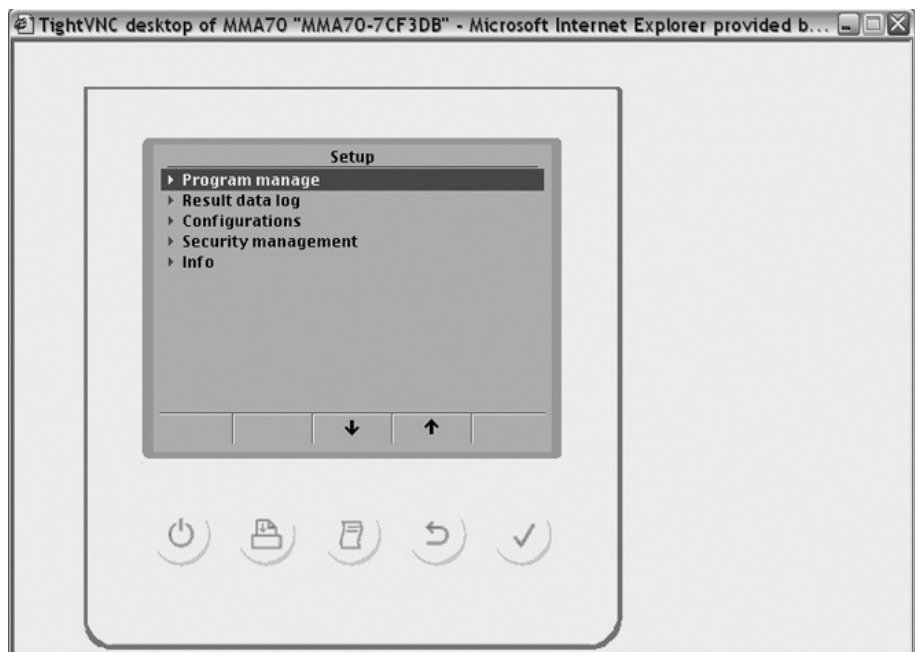 TightVNC desktop of MMA70 "MMA70-7CF3DB" - Microsoft Internet Explorer provided b...
Setup
Program manage
Result data log
Configurations
Security management
Info